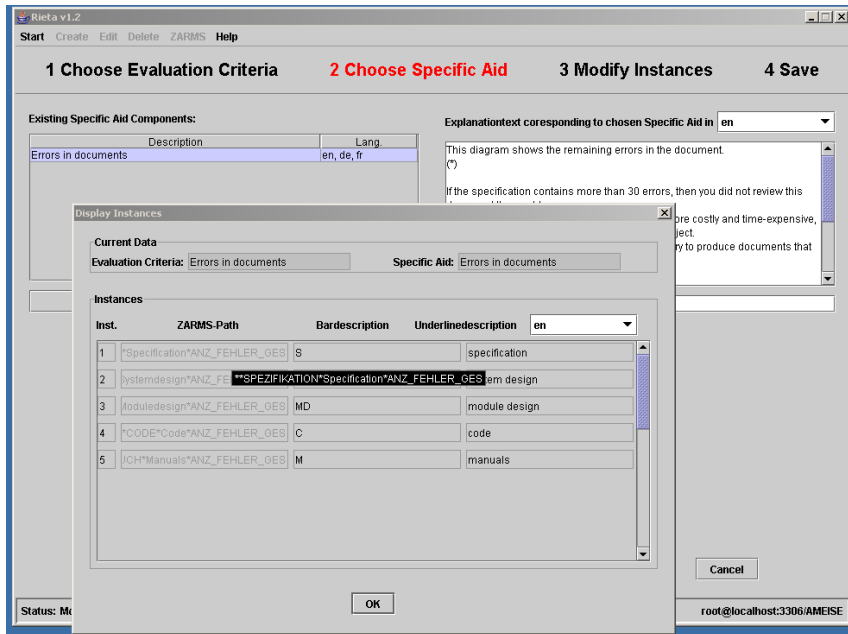 Rieta v1.2
Start Create Edit Delete ZARMS Help
1 Choose Evaluation Criteria 2 Choose Specific Aid 3 Modify Instances 4 Save
Existing Specific Aid Components:
Description Lang.
Errors in documents en, de, fr
Explanationtext coresponding to chosen Specific Aid in en
This diagram shows the remaining errors in the document.
(*)
If the specification contains more than 30 errors, then you did not review this
ore costly and time-expensive,
ject.
ry to produce documents that
Display Instances
Current Data
Evaluation Criteria: Errors in documents Specific Aid: Errors in documents
Instances
Inst. ZARMS-Path Bardescription Underlinedescription en
1 *Specification*ANZ_FEHLER_GES S specification
2 lystemdesign*ANZ_FE **SPEZIFIKATION*Specification*ANZ_FEHLER_GES em design
3 Moduledesign*ANZ_FEHLER_GES MD module design
4 *CODE*Code*ANZ_FEHLER_GES C code
5 JCH*Manuals*ANZ_FEHLER_GES M manuals
OK
Cancel
Status: Mo
root@localhost:3306/AMEISE